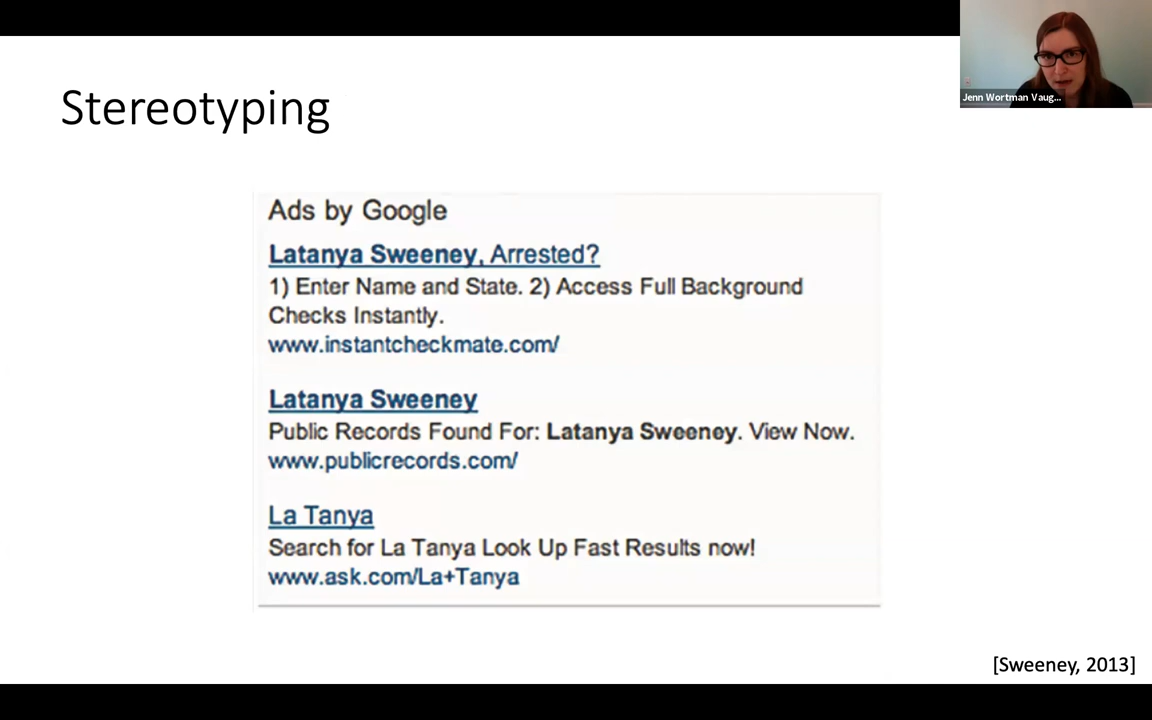 Stereotyping
Jenn Wortman Vaug...
Ads by Google
Latanya Sweeney, Arrested?
1) Enter Name and State. 2) Access Full Background
Checks Instantly.
www.instantcheckmate.com/
Latanya Sweeney
Public Records Found For: Latanya Sweeney. View Now.
www.publicrecords.com/
La Tanya
Search for La Tanya Look Up Fast Results now!
www.ask.com/La+Tanya
[Sweeney, 2013]